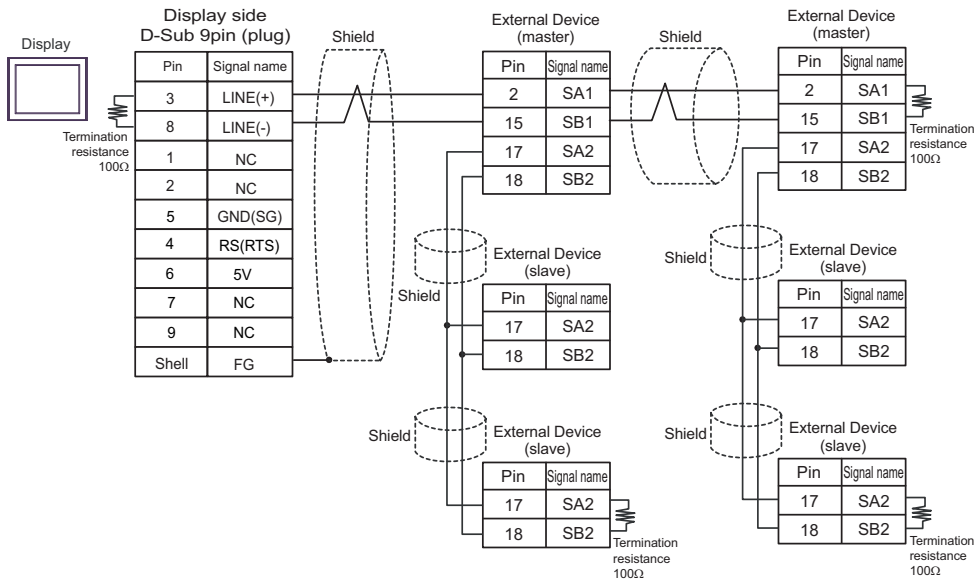 Display
Display side
D-Sub 9pin (plug)
Pin Signal name
3 LINE(+)
8 LINE(-)
1 NC
2 NC
5 GND(SG)
4 RS(RTS)
6 5V
7 NC
9 NC
Shell FG
Termination
resistance
100Ω
Shield
External Device
(master)
Pin Signal name
2 SA1
15 SB1
17 SA2
18 SB2
Shield
External Device
(master)
Pin Signal name
2 SA1
15 SB1
17 SA2
18 SB2
Termination
resistance
100Ω
Shield
External Device
(slave)
Pin Signal name
17 SA2
18 SB2
Shield
External Device
(slave)
Pin Signal name
17 SA2
18 SB2
Shield
External Device
(slave)
Pin Signal name
17 SA2
18 SB2
Termination
resistance
100Ω
Shield
External Device
(slave)
Pin Signal name
17 SA2
18 SB2
Termination
resistance
100Ω